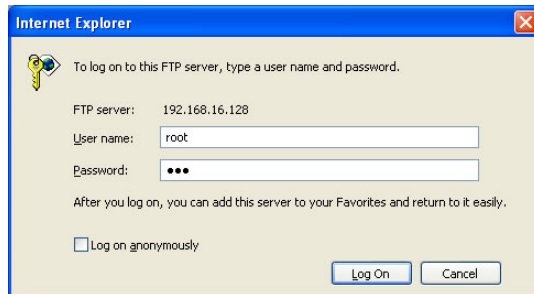 Internet Explorer
To log on to this FTP server, type a user name and password.
FTP server: 192.168.16.128
User name: root
Password: ●●●
After you log on, you can add this server to your Favorites and return to it easily.
Log on anonymously
Log On Cancel